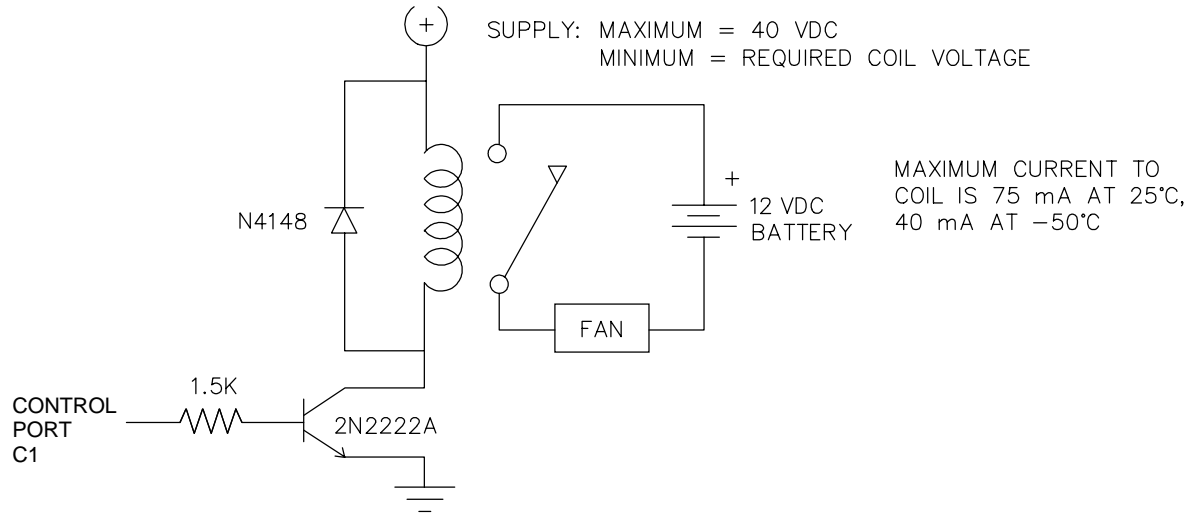 +
SUPPLY: MAXIMUM = 40 VDC
MINIMUM = REQUIRED COIL VOLTAGE
MAXIMUM CURRENT TO
COIL IS 75 mA AT 25°C,
40 mA AT −50°C
+
12 VDC
BATTERY
N4148
FAN
1.5K
CONTROL
PORT
C1
2N2222A